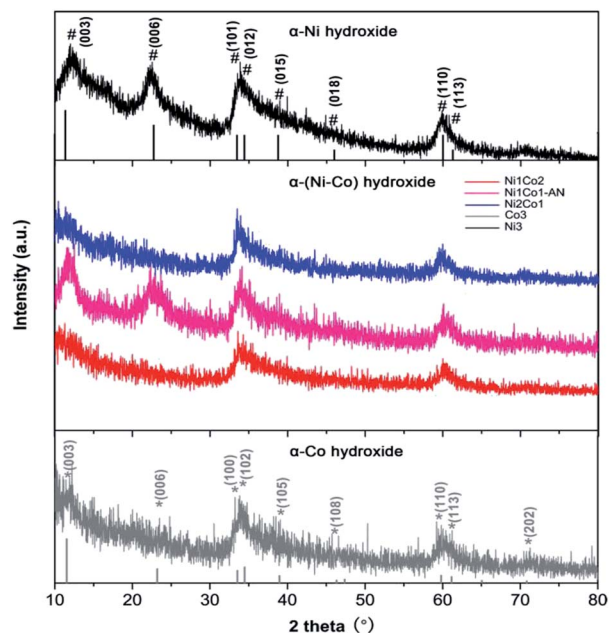 α-Ni hydroxide
#(003)
#(006)
#(101)
#(012)
#(015)
#(018)
#(110)
#(113)
α-(Ni-Co) hydroxide
Ni1Co2
Ni1Co1-AN
Ni2Co1
Co3
Ni3
Intensity (a.u.)
α-Co hydroxide
*(003)
*(006)
*(100)
*(102)
*(105)
*(108)
*(110)
*(113)
*(202)
10 20 30 40 50 60 70 80
2 theta (°)